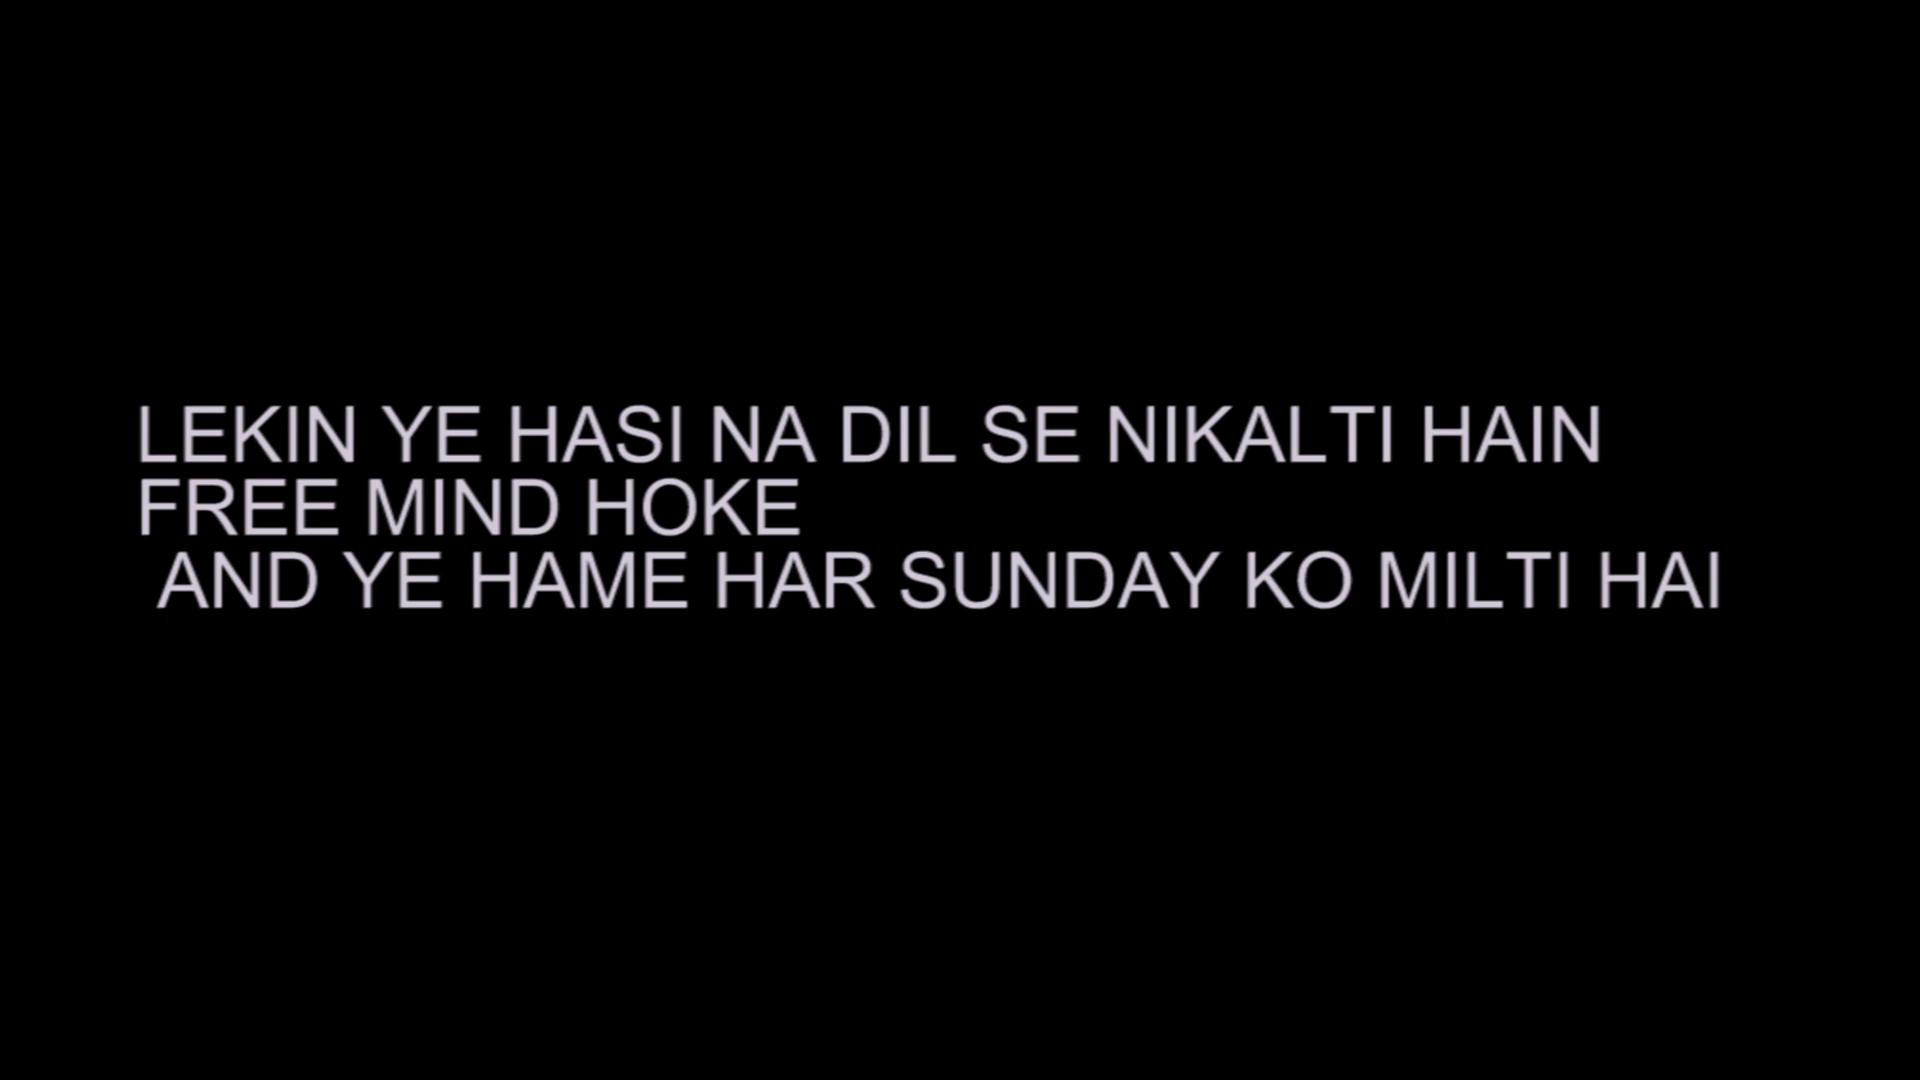 LEKIN YE HASI NA DIL SE NIKALTI HAIN
FREE MIND HOKE
AND YE HAME HAR SUNDAY KO MILTI HAI